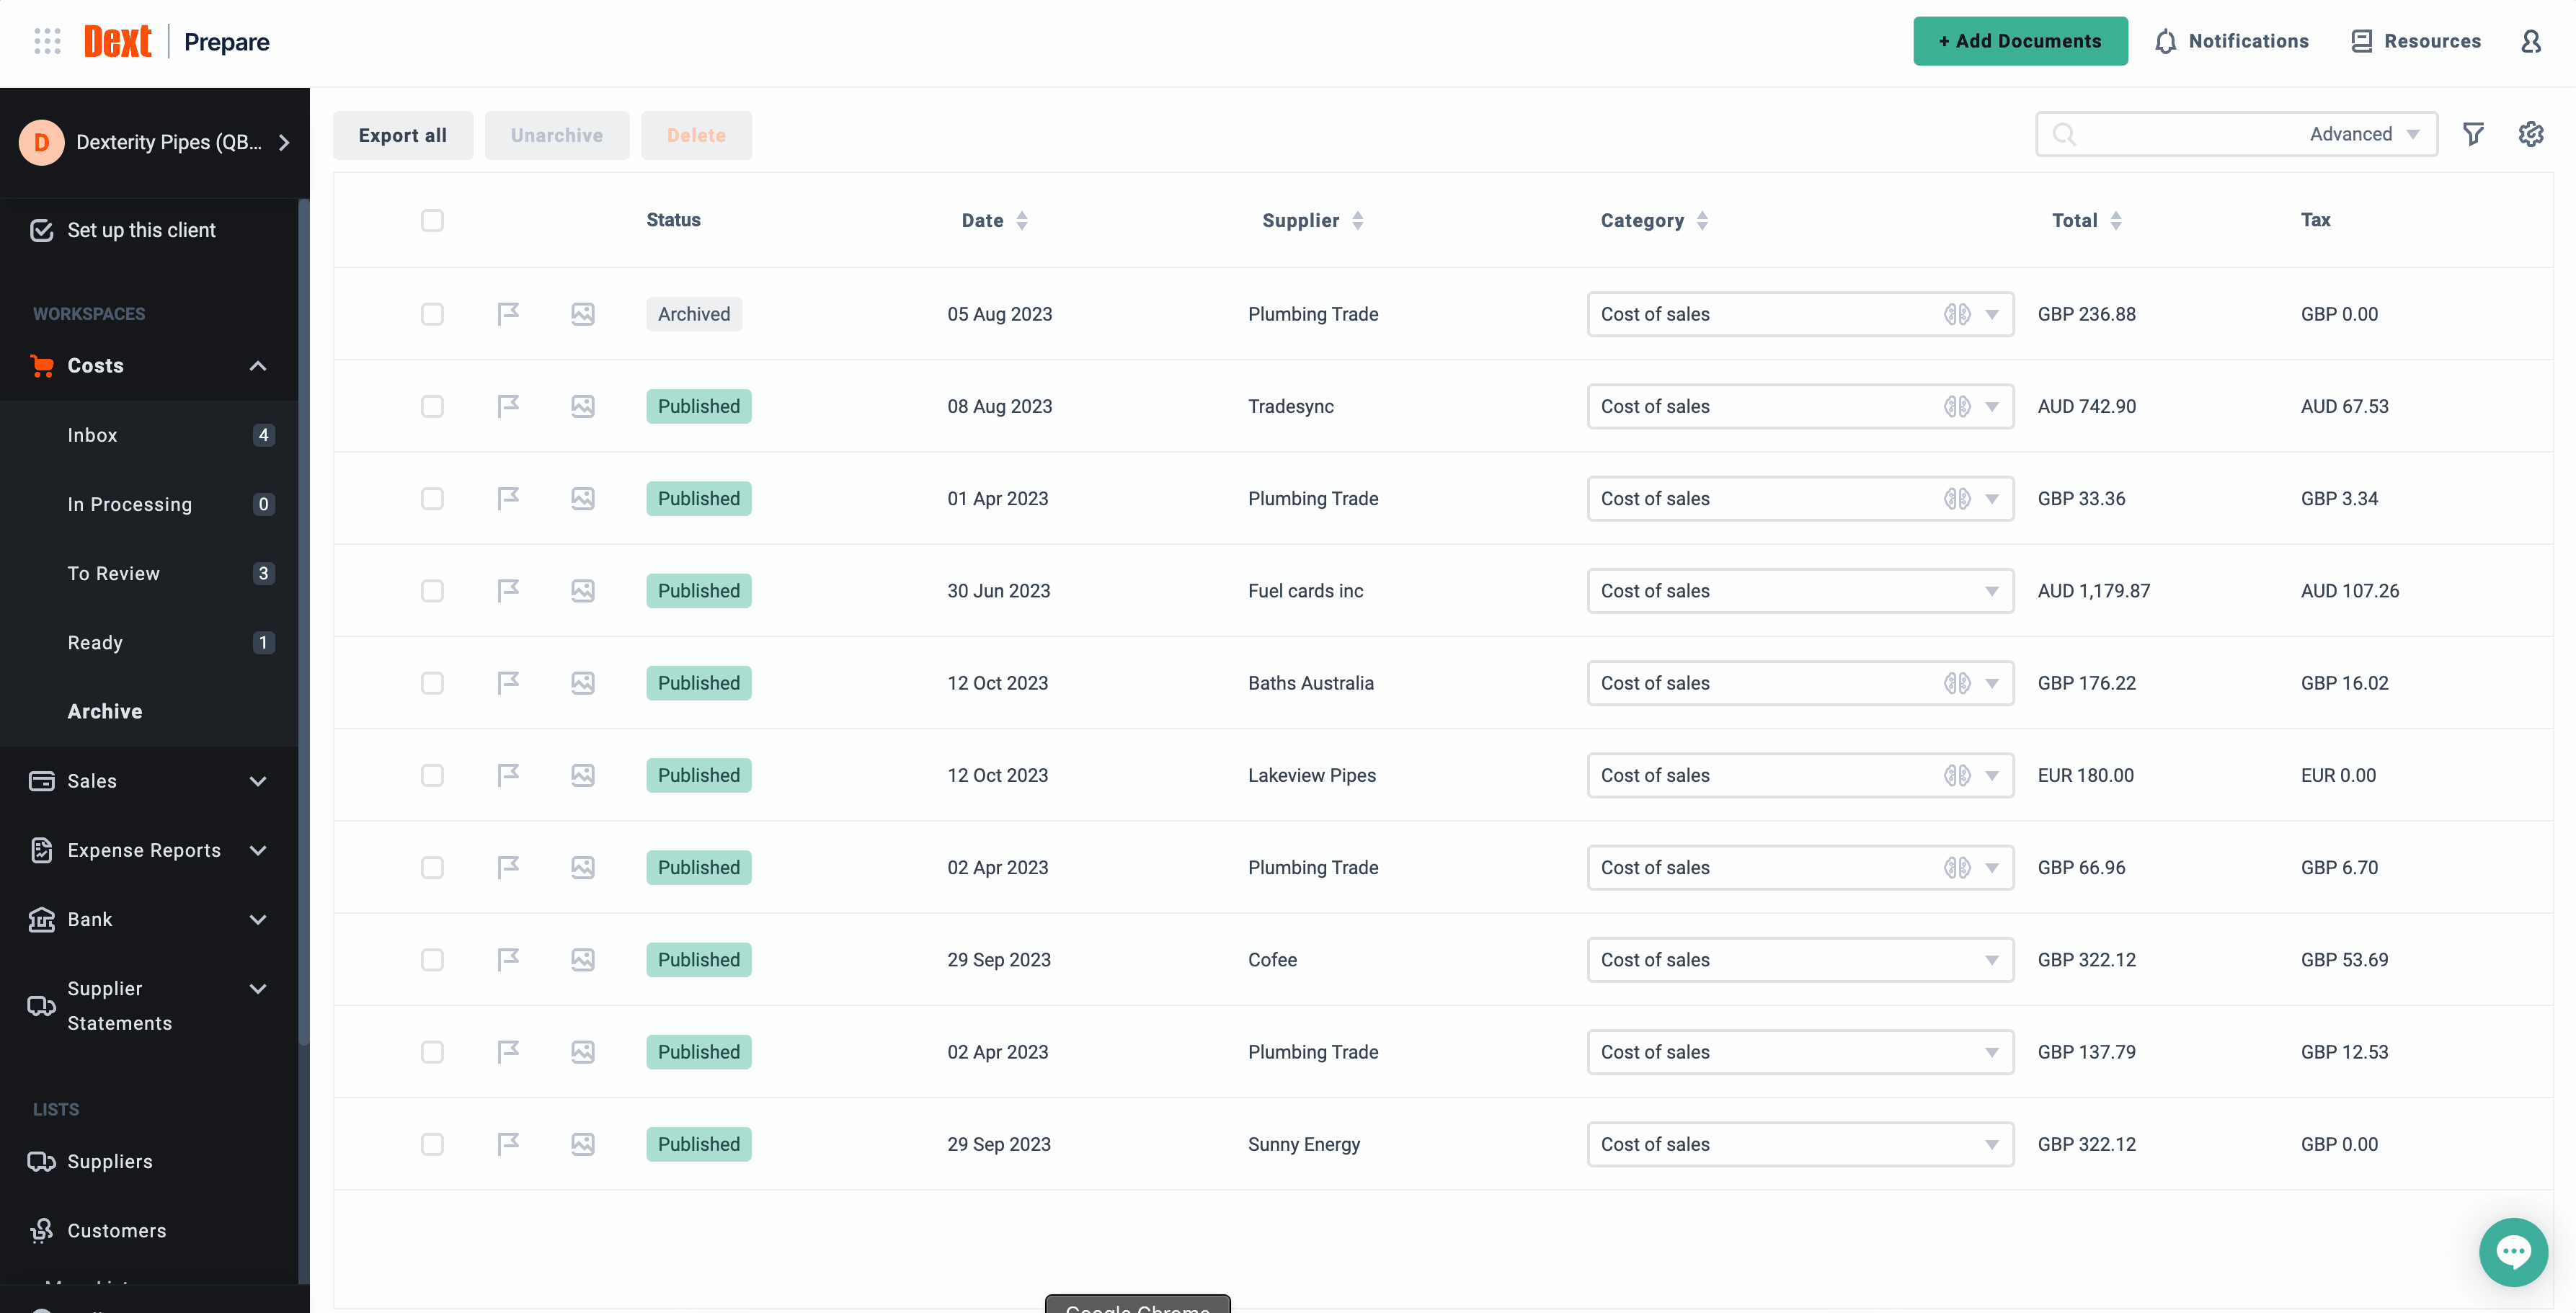 Dext Prepare
+ Add Documents
Notifications
Resources
D Dexterity Pipes (QB...
Set up this client
WORKSPACES
Costs
Inbox 4
In Processing 0
To Review 3
Ready 1
Archive
Sales
Expense Reports
Bank
Supplier
Statements
LISTS
Suppliers
Customers
Export all Unarchive Delete
Advanced
Status Date Supplier Category Total Tax
Archived 05 Aug 2023 Plumbing Trade Cost of sales GBP 236.88 GBP 0.00
Published 08 Aug 2023 Tradesync Cost of sales AUD 742.90 AUD 67.53
Published 01 Apr 2023 Plumbing Trade Cost of sales GBP 33.36 GBP 3.34
Published 30 Jun 2023 Fuel cards inc Cost of sales AUD 1,179.87 AUD 107.26
Published 12 Oct 2023 Baths Australia Cost of sales GBP 176.22 GBP 16.02
Published 12 Oct 2023 Lakeview Pipes Cost of sales EUR 180.00 EUR 0.00
Published 02 Apr 2023 Plumbing Trade Cost of sales GBP 66.96 GBP 6.70
Published 29 Sep 2023 Cofee Cost of sales GBP 322.12 GBP 53.69
Published 02 Apr 2023 Plumbing Trade Cost of sales GBP 137.79 GBP 12.53
Published 29 Sep 2023 Sunny Energy Cost of sales GBP 322.12 GBP 0.00
Google Chrome